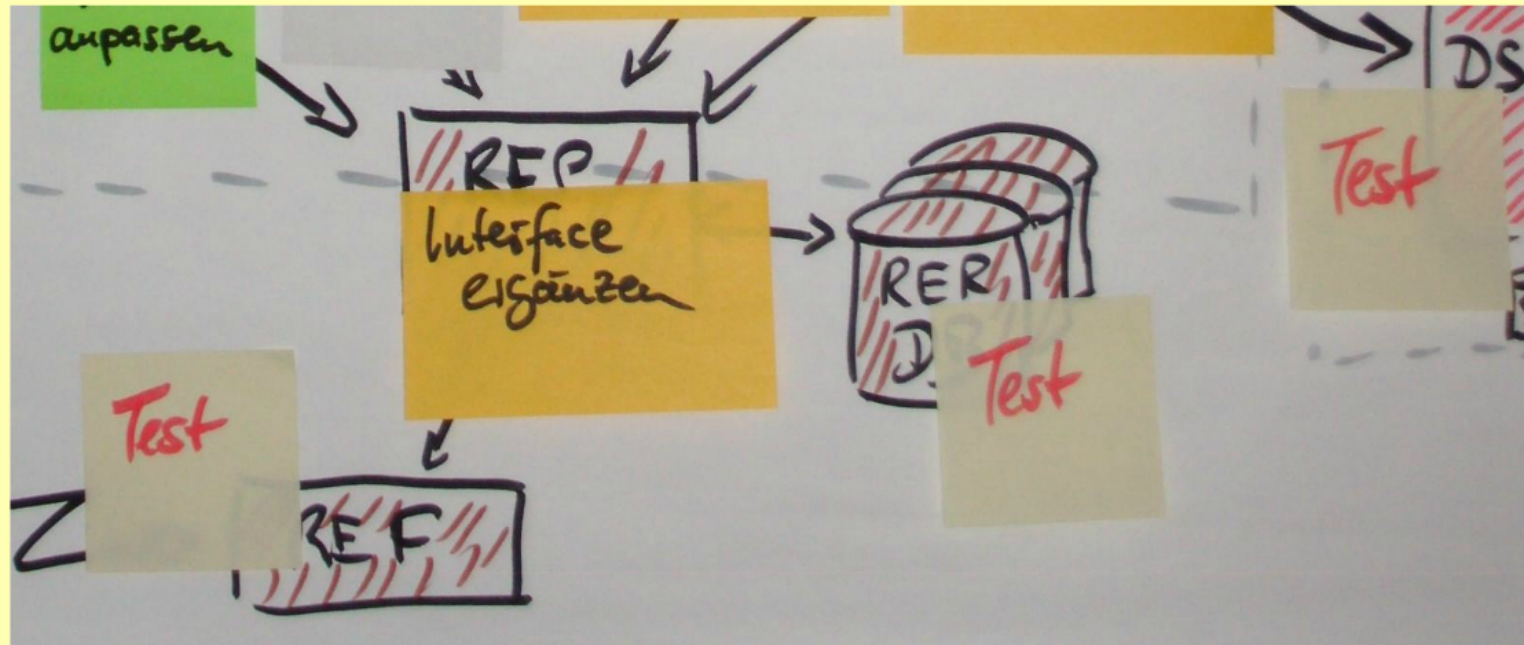 anpassen
DS
Test
REP
Interface
ergänzen
RER
Test
Test
REF